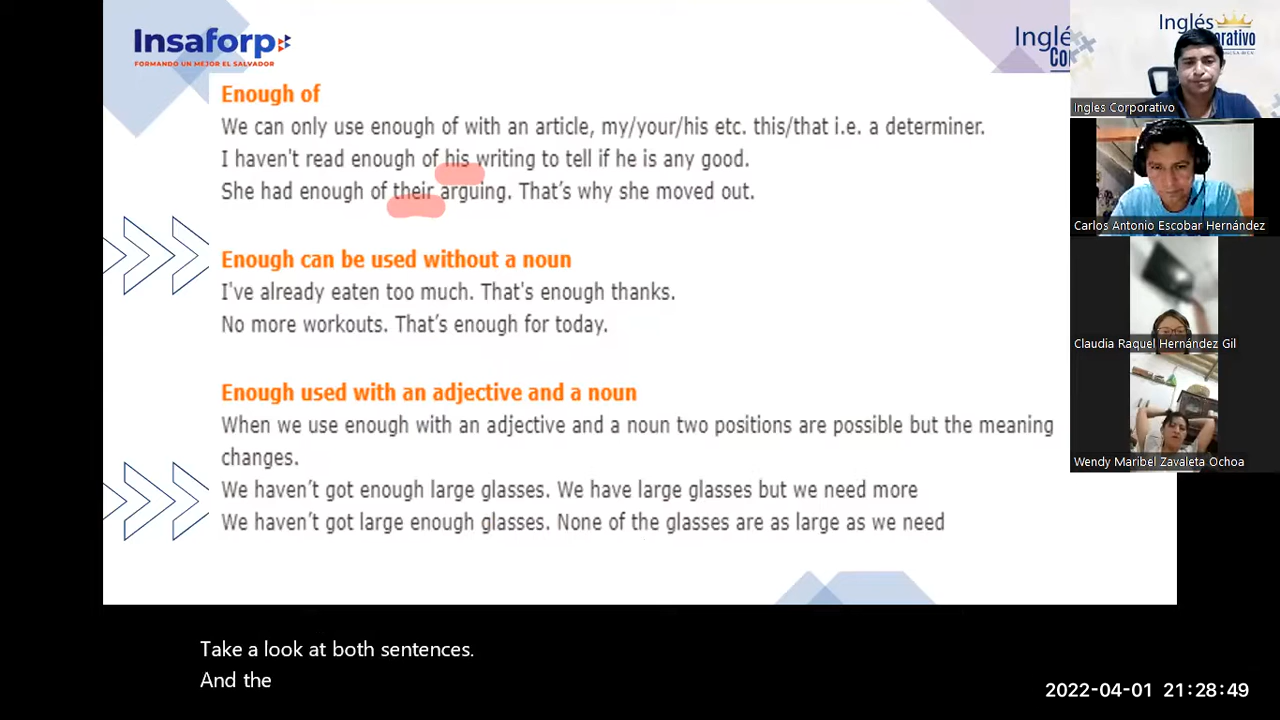 Insaforp
FORMANDO UN MEJOR EL SALVADOR
Inglés
Enough of
We can only use enough of with an article, my/your/his etc. this/that i.e. a determiner.
I haven't read enough of his writing to tell if he is any good.
She had enough of their arguing. That's why she moved out.
Enough can be used without a noun
I've already eaten too much. That's enough thanks.
No more workouts. That's enough for today.
Enough used with an adjective and a noun
When we use enough with an adjective and a noun two positions are possible but the meaning
changes.
We haven't got enough large glasses. We have large glasses but we need more
We haven't got large enough glasses. None of the glasses are as large as we need
Ingles Corporativo
Carlos Antonio Escobar Hernández
Claudia Raquel Hernández Gil
Wendy Maribel Zavaleta Ochoa
Take a look at both sentences.
And the
2022-04-01 21:28:49